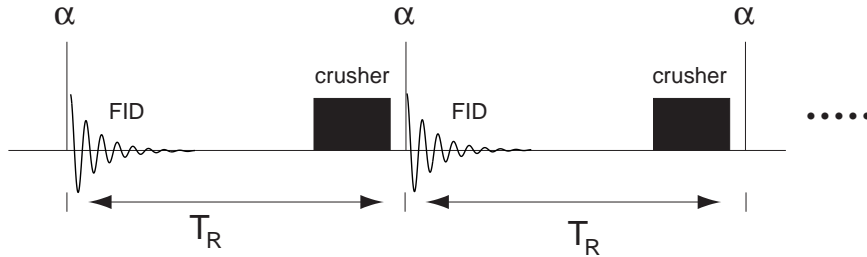 α α α
crusher crusher
FID FID
T_R T_R